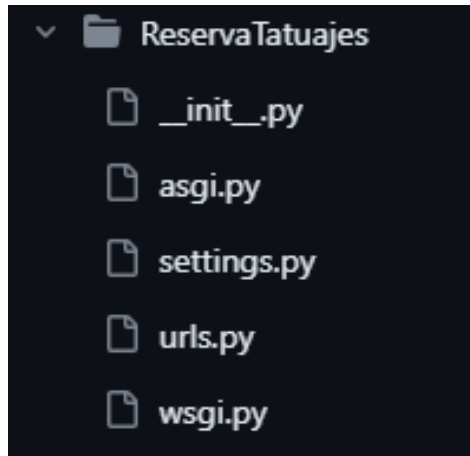 ReservaTatuajes
__init__.py
asgi.py
settings.py
urls.py
wsgi.py